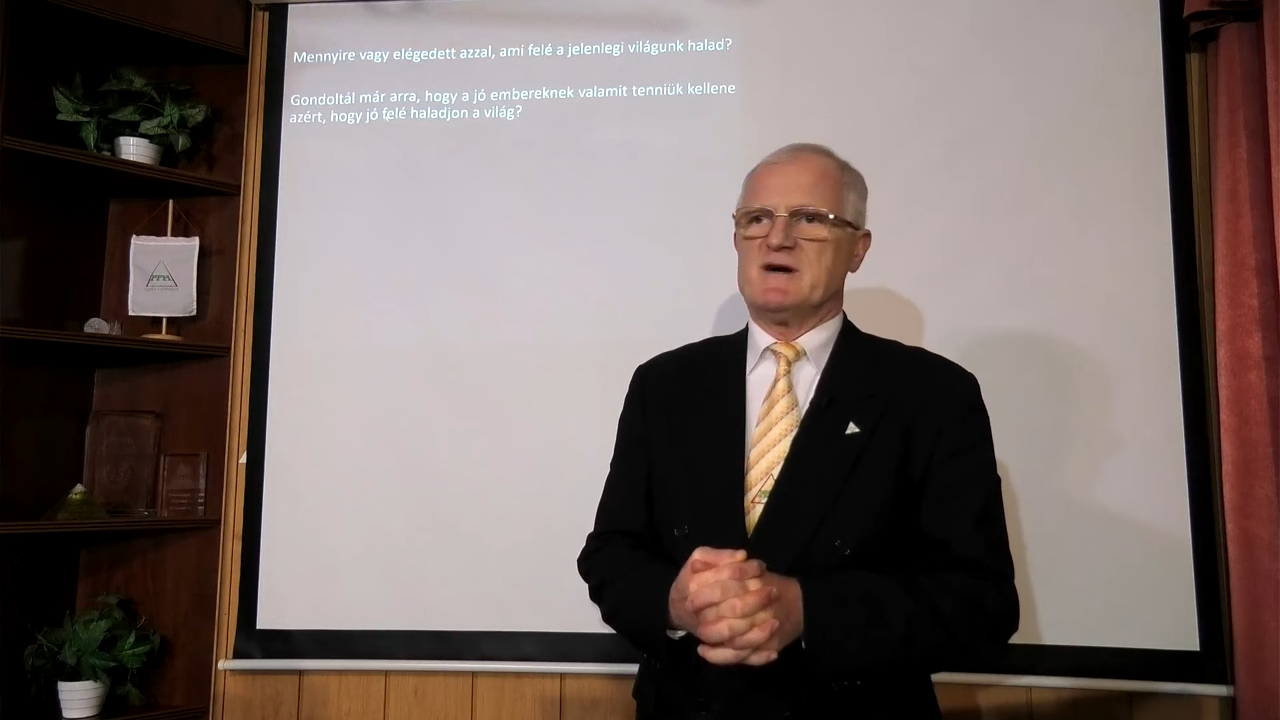 Mennyire vagy elégedett azzal, ami felé a jelenlegi világunk halad?
Gondoltál már arra, hogy a jó embereknek valamit tenniük kellene
azért, hogy jó felé haladjon a világ?